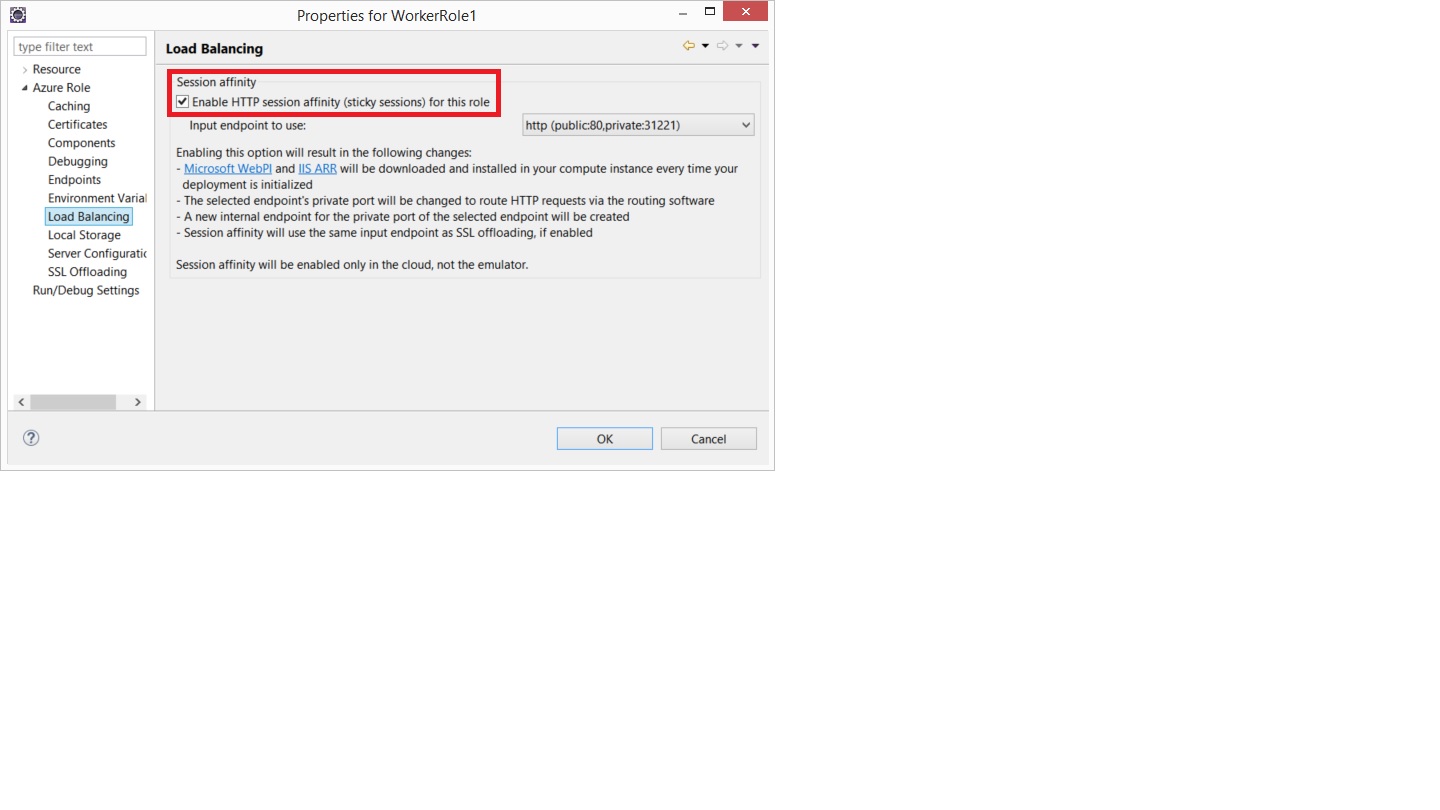 Properties for WorkerRole1
type filter text
Resource
Azure Role
Caching
Certificates
Components
Debugging
Endpoints
Environment Varial
Load Balancing
Local Storage
Server Configuratic
SSL Offloading
Run/Debug Settings
Load Balancing
Session affinity
Enable HTTP session affinity (sticky sessions) for this role
Input endpoint to use:
http (public:80,private:31221)
Enabling this option will result in the following changes:
- Microsoft WebPI and IIS ARR will be downloaded and installed in your compute instance every time your
deployment is initialized
- The selected endpoint's private port will be changed to route HTTP requests via the routing software
- A new internal endpoint for the private port of the selected endpoint will be created
- Session affinity will use the same input endpoint as SSL offloading, if enabled
Session affinity will be enabled only in the cloud, not the emulator.
?
OK
Cancel